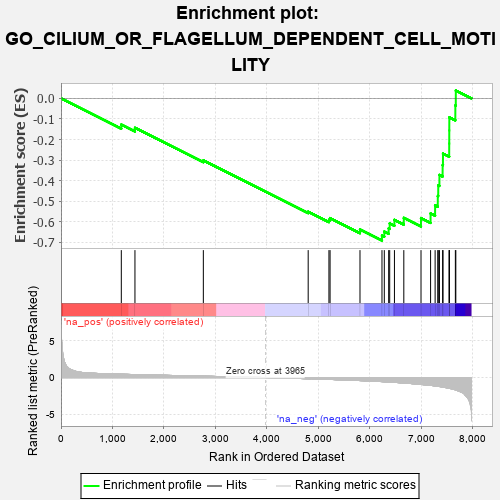 Enrichment plot:
GO_CILIUM_OR_FLAGELLUM_DEPENDENT_CELL_MOTI
LITY
Enrichment score (ES)
0.0
-0.1
-0.2
-0.3
-0.4
-0.5
-0.6
-0.7
'na_pos' (positively correlated)
Ranked list metric (PreRanked)
5
0
-5
Zero cross at 3965
'na_neg' (negatively correlated)
0
1,000
2,000
3,000
4,000
5,000
6,000
7,000
8,000
Rank in Ordered Dataset
Enrichment profile
Hits
Ranking metric scores